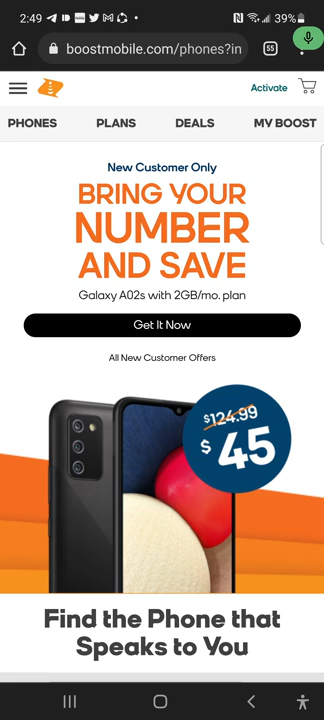 2:49
39%
boostmobile.com/phones?in
55
Activate
PHONES PLANS DEALS MY BOOST
New Customer Only
BRING YOUR
NUMBER
AND SAVE
Galaxy A02s with 2GB/mo. plan
Get It Now
All New Customer Offers
$124.99
$45
Find the Phone that
Speaks to You